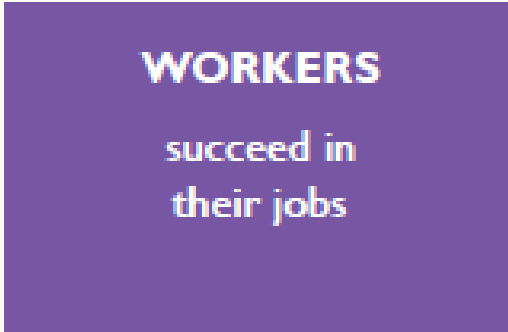 WORKERS
succeed in
their jobs